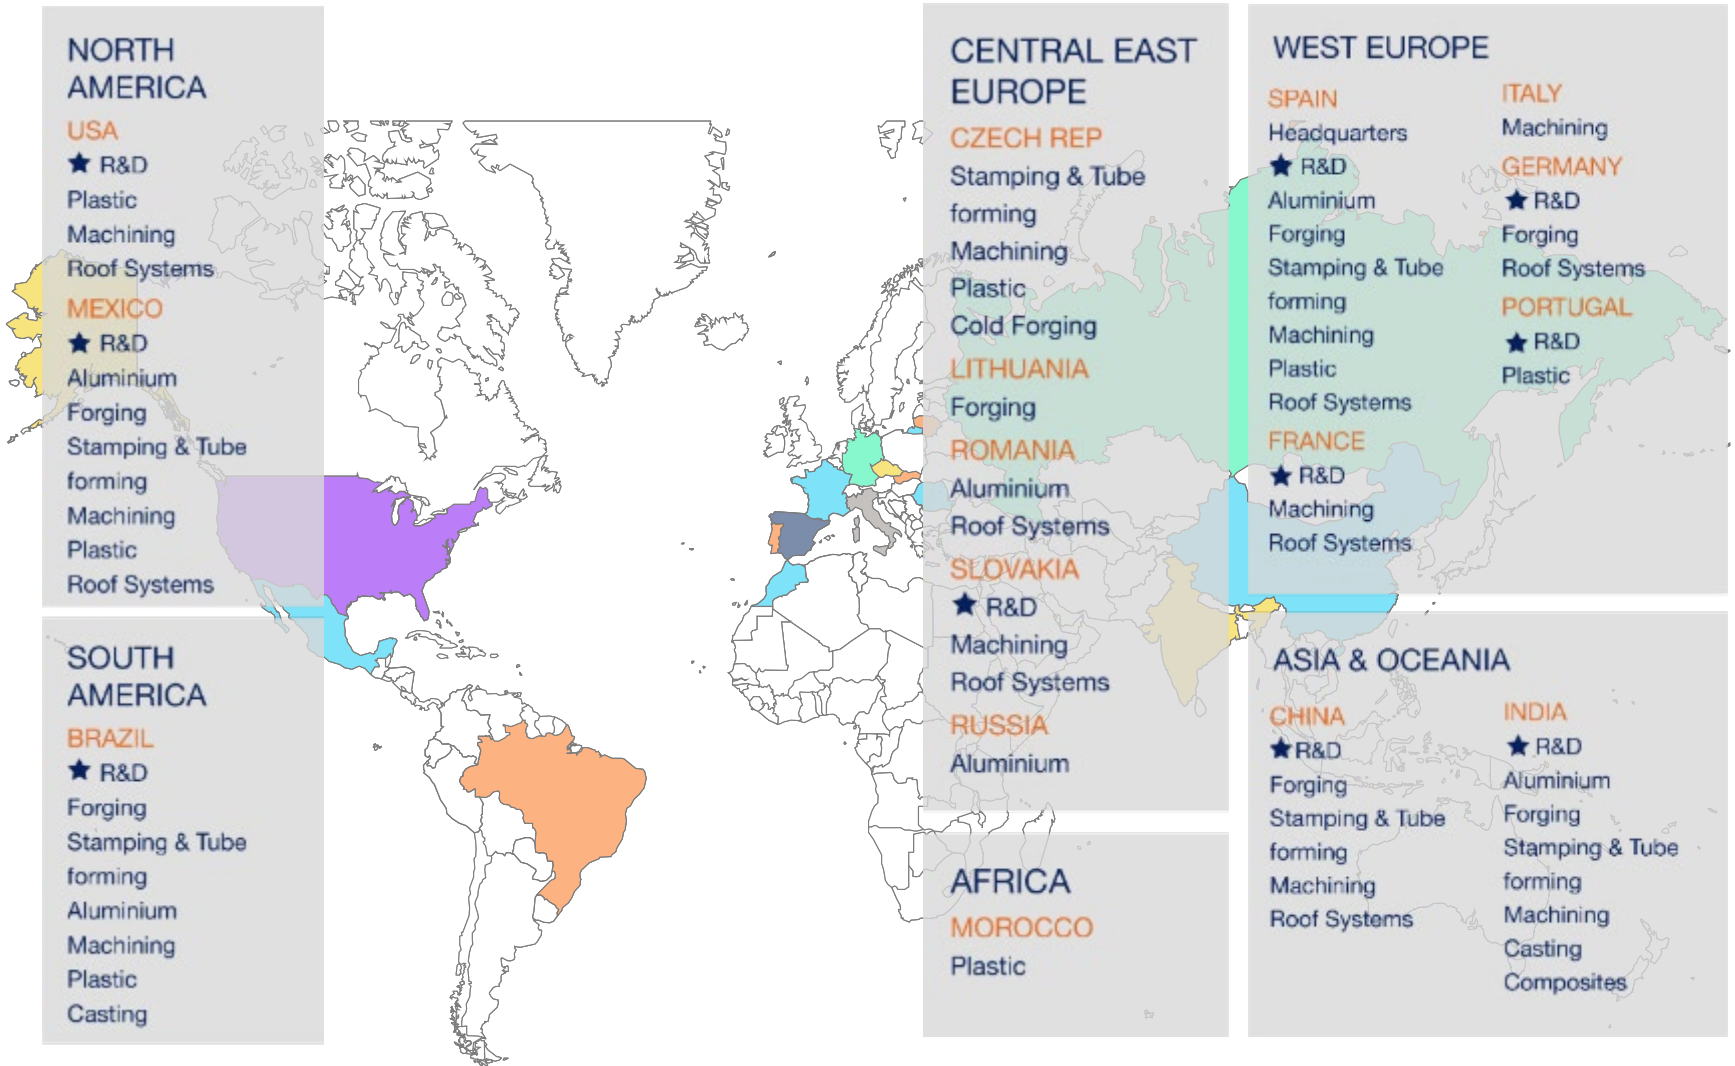 NORTH
AMERICA
USA
★ R&D
Plastic
Machining
Roof Systems
MEXICO
★ R&D
Aluminium
Forging
Stamping & Tube
forming
Machining
Plastic
Roof Systems
SOUTH
AMERICA
BRAZIL
★ R&D
Forging
Stamping & Tube
forming
Aluminium
Machining
Plastic
Casting
CENTRAL EAST
EUROPE
CZECH REP
Stamping & Tube
forming
Machining
Plastic
Cold Forging
LITHUANIA
Forging
ROMANIA
Aluminium
Roof Systems
SLOVAKIA
★ R&D
Machining
Roof Systems
RUSSIA
Aluminium
AFRICA
MOROCCO
Plastic
WEST EUROPE
SPAIN
Headquarters
★ R&D
Aluminium
Forging
Stamping & Tube
forming
Machining
Plastic
Roof Systems
FRANCE
★ R&D
Machining
Roof Systems
ITALY
Machining
GERMANY
★ R&D
Forging
Roof Systems
PORTUGAL
★ R&D
Plastic
ASIA & OCEANIA
CHINA
★ R&D
Forging
Stamping & Tube
forming
Machining
Roof Systems
INDIA
★ R&D
Aluminium
Forging
Stamping & Tube
forming
Machining
Casting
Composites